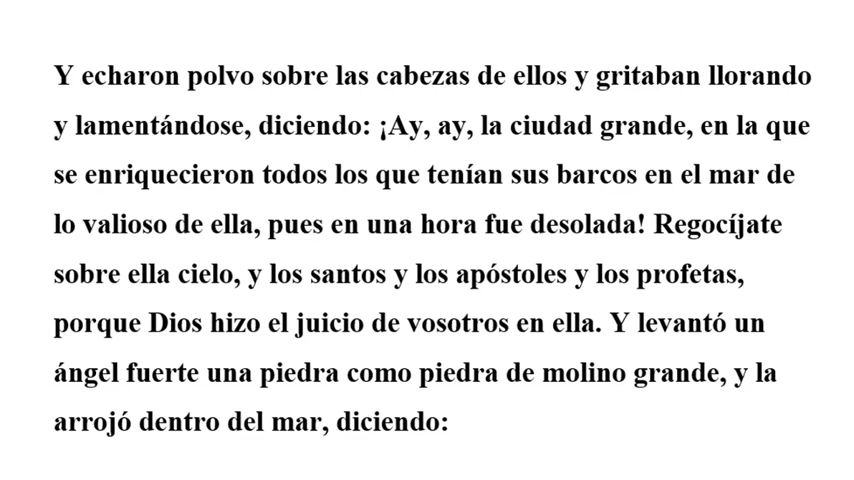 Y echaron polvo sobre las cabezas de ellos y gritaban llorando
y lamentándose, diciendo: ¡Ay, ay, la ciudad grande, en la que
se enriquecieron todos los que tenían sus barcos en el mar de
lo valioso de ella, pues en una hora fue desolada! Regocíjate
sobre ella cielo, y los santos y los apóstoles y los profetas,
porque Dios hizo el juicio de vosotros en ella. Y levantó un
ángel fuerte una piedra como piedra de molino grande, y la
arrojó dentro del mar, diciendo: